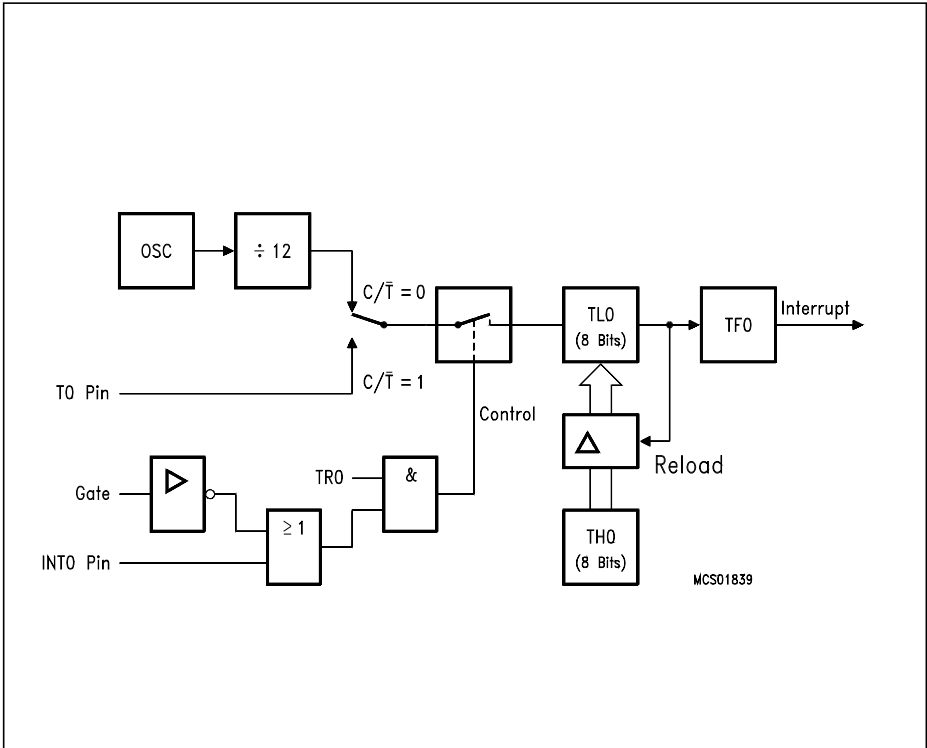 OSC
÷ 12
C/T̅ = 0
TL0
(8 Bits)
TF0
Interrupt
T0 Pin
C/T̅ = 1
Control
Reload
Gate
TR0
&
≥ 1
INT0 Pin
TH0
(8 Bits)
MCS01839